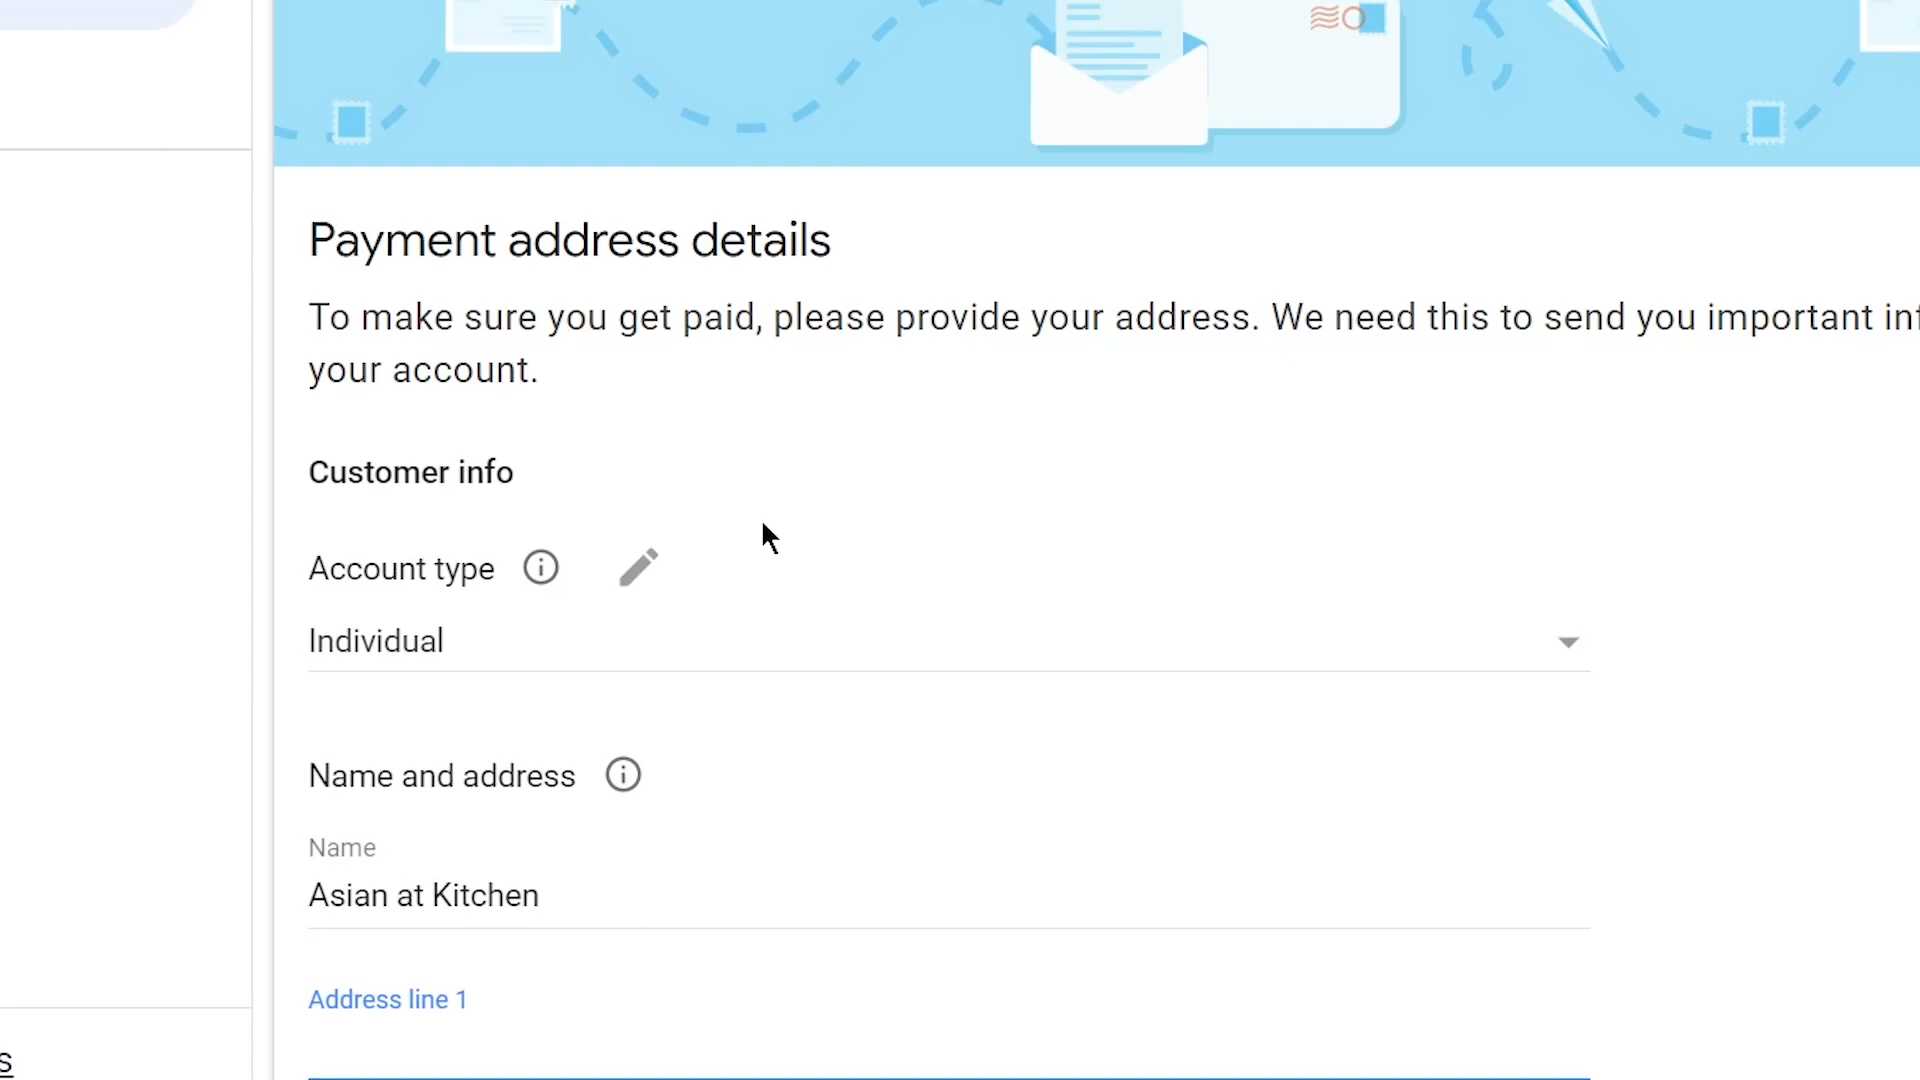 Payment address details
To make sure you get paid, please provide your address. We need this to send you important
your account.
Customer info
Account type
Individual
Name and address
Name
Asian at Kitchen
Address line 1
s